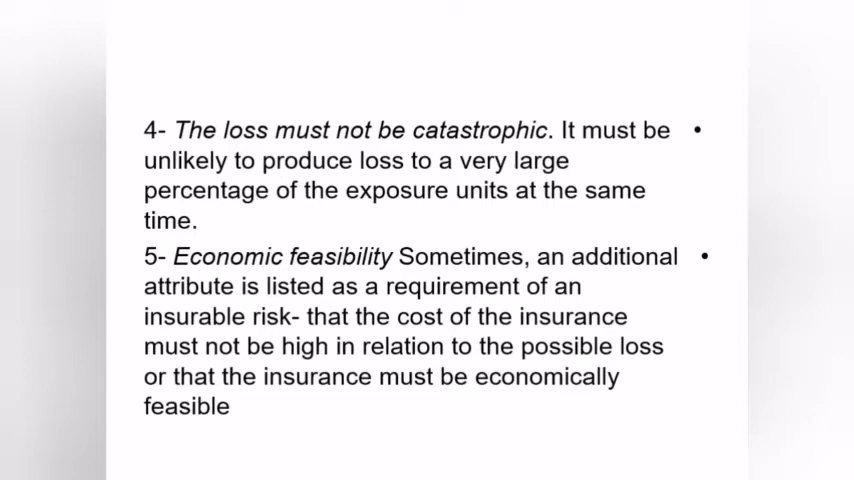 4- The loss must not be catastrophic. It must be •
unlikely to produce loss to a very large
percentage of the exposure units at the same
time.
5- Economic feasibility Sometimes, an additional •
attribute is listed as a requirement of an
insurable risk- that the cost of the insurance
must not be high in relation to the possible loss
or that the insurance must be economically
feasible